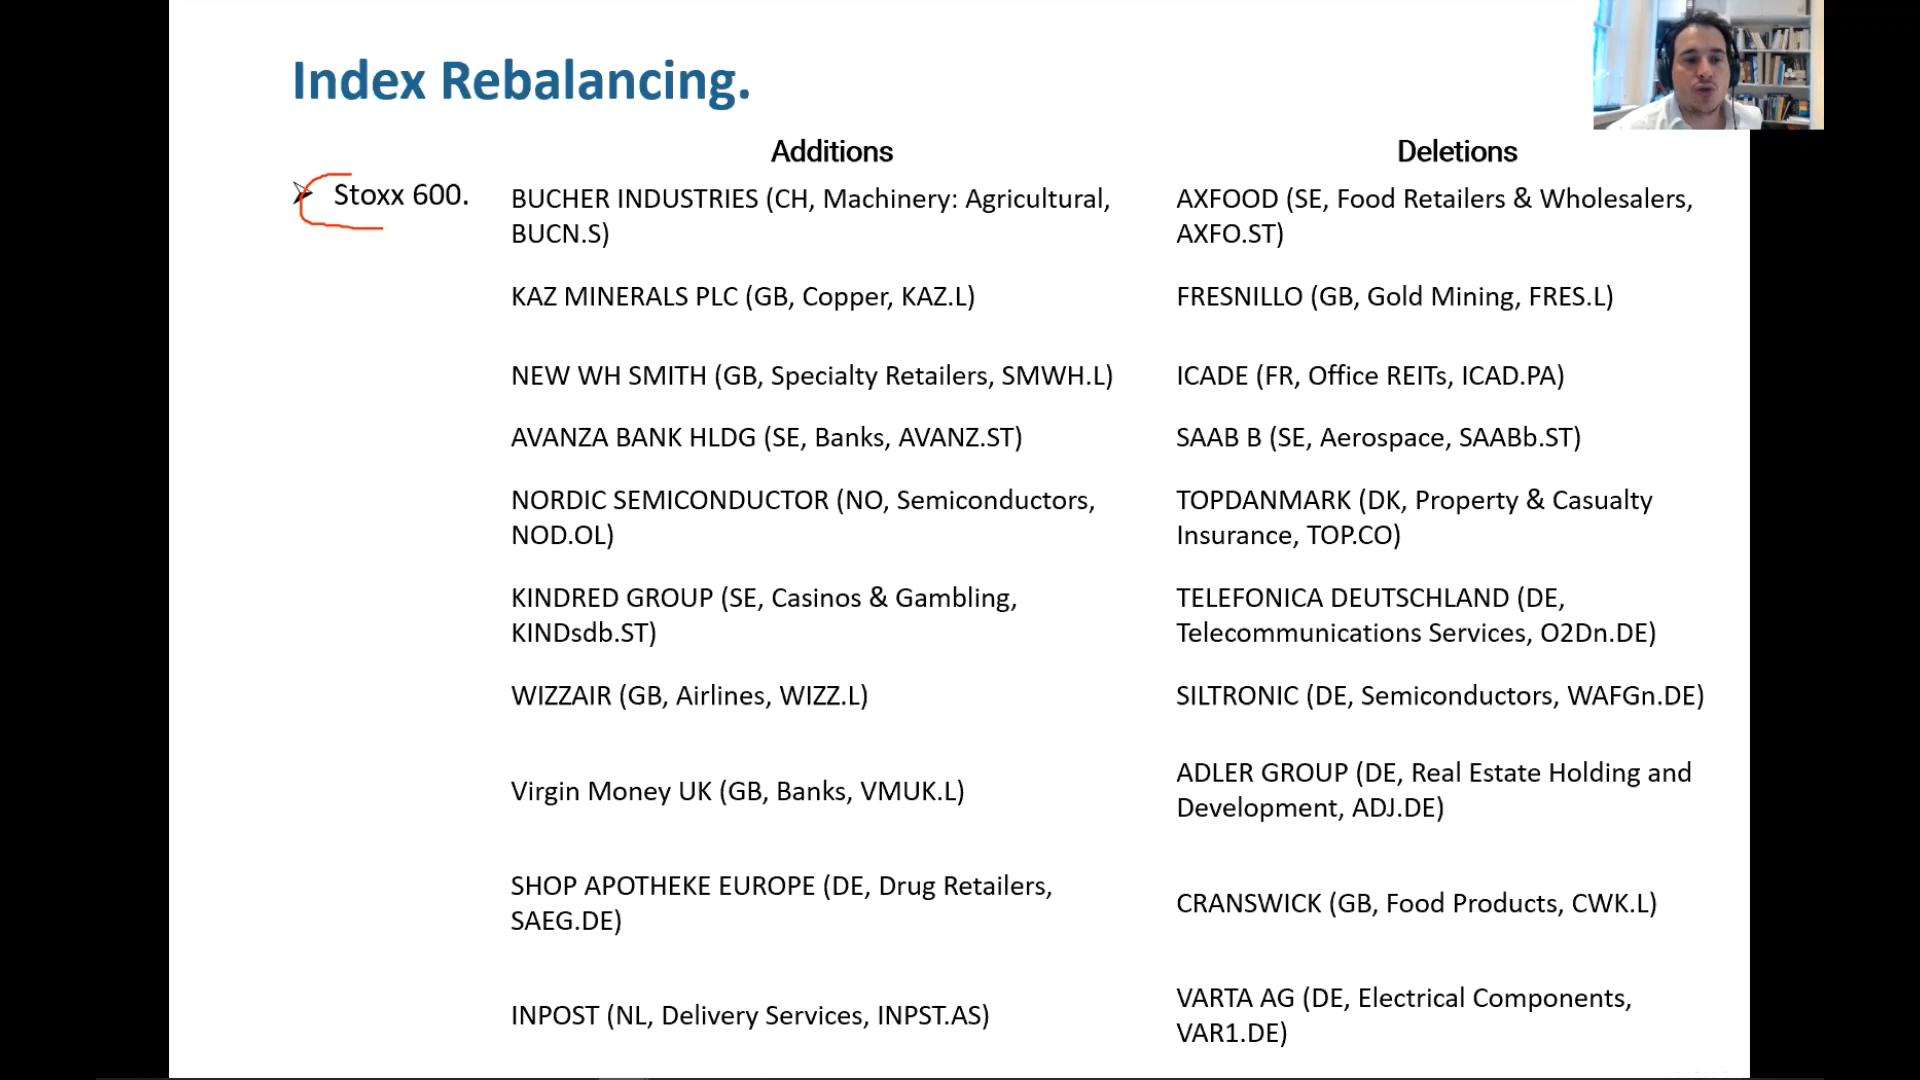 Index Rebalancing.
Additions
Deletions
Stoxx 600.
BUCHER INDUSTRIES (CH, Machinery: Agricultural,
BUCN.S)
AXFOOD (SE, Food Retailers & Wholesalers,
AXFO.ST)
KAZ MINERALS PLC (GB, Copper, KAZ.L)
FRESNILLO (GB, Gold Mining, FRES.L)
NEW WH SMITH (GB, Specialty Retailers, SMWH.L)
ICADE (FR, Office REITs, ICAD.PA)
AVANZA BANK HLDG (SE, Banks, AVANZ.ST)
SAAB B (SE, Aerospace, SAABb.ST)
NORDIC SEMICONDUCTOR (NO, Semiconductors,
NOD.OL)
TOPDANMARK (DK, Property & Casualty
Insurance, TOP.CO)
KINDRED GROUP (SE, Casinos & Gambling,
KINDsdb.ST)
TELEFONICA DEUTSCHLAND (DE,
Telecommunications Services, O2Dn.DE)
WIZZAIR (GB, Airlines, WIZZ.L)
SILTRONIC (DE, Semiconductors, WAFGn.DE)
Virgin Money UK (GB, Banks, VMUK.L)
ADLER GROUP (DE, Real Estate Holding and
Development, ADJ.DE)
SHOP APOTHEKE EUROPE (DE, Drug Retailers,
SAEG.DE)
CRANSWICK (GB, Food Products, CWK.L)
INPOST (NL, Delivery Services, INPST.AS)
VARTA AG (DE, Electrical Components,
VAR1.DE)